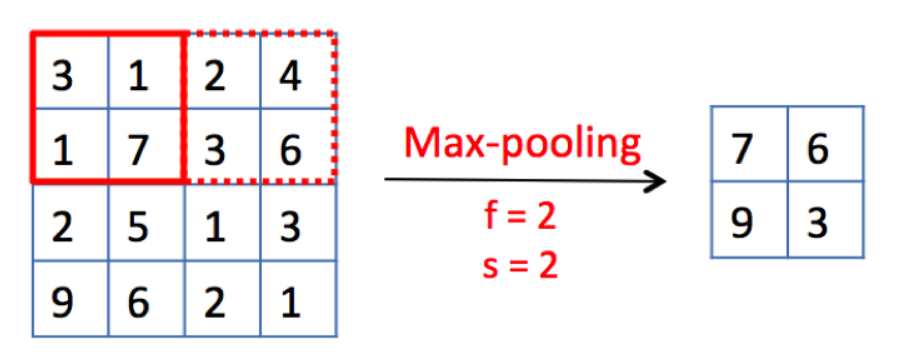 3 1 2 4
1 7 3 6
2 5 1 3
9 6 2 1
Max-pooling
f = 2
s = 2
7 6
9 3